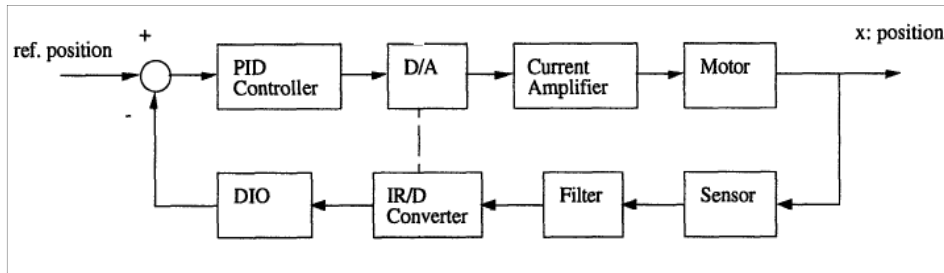 +
x: position
ref. position
PID
Controller
D/A
Current
Amplifier
Motor
-
DIO
IR/D
Converter
Filter
Sensor